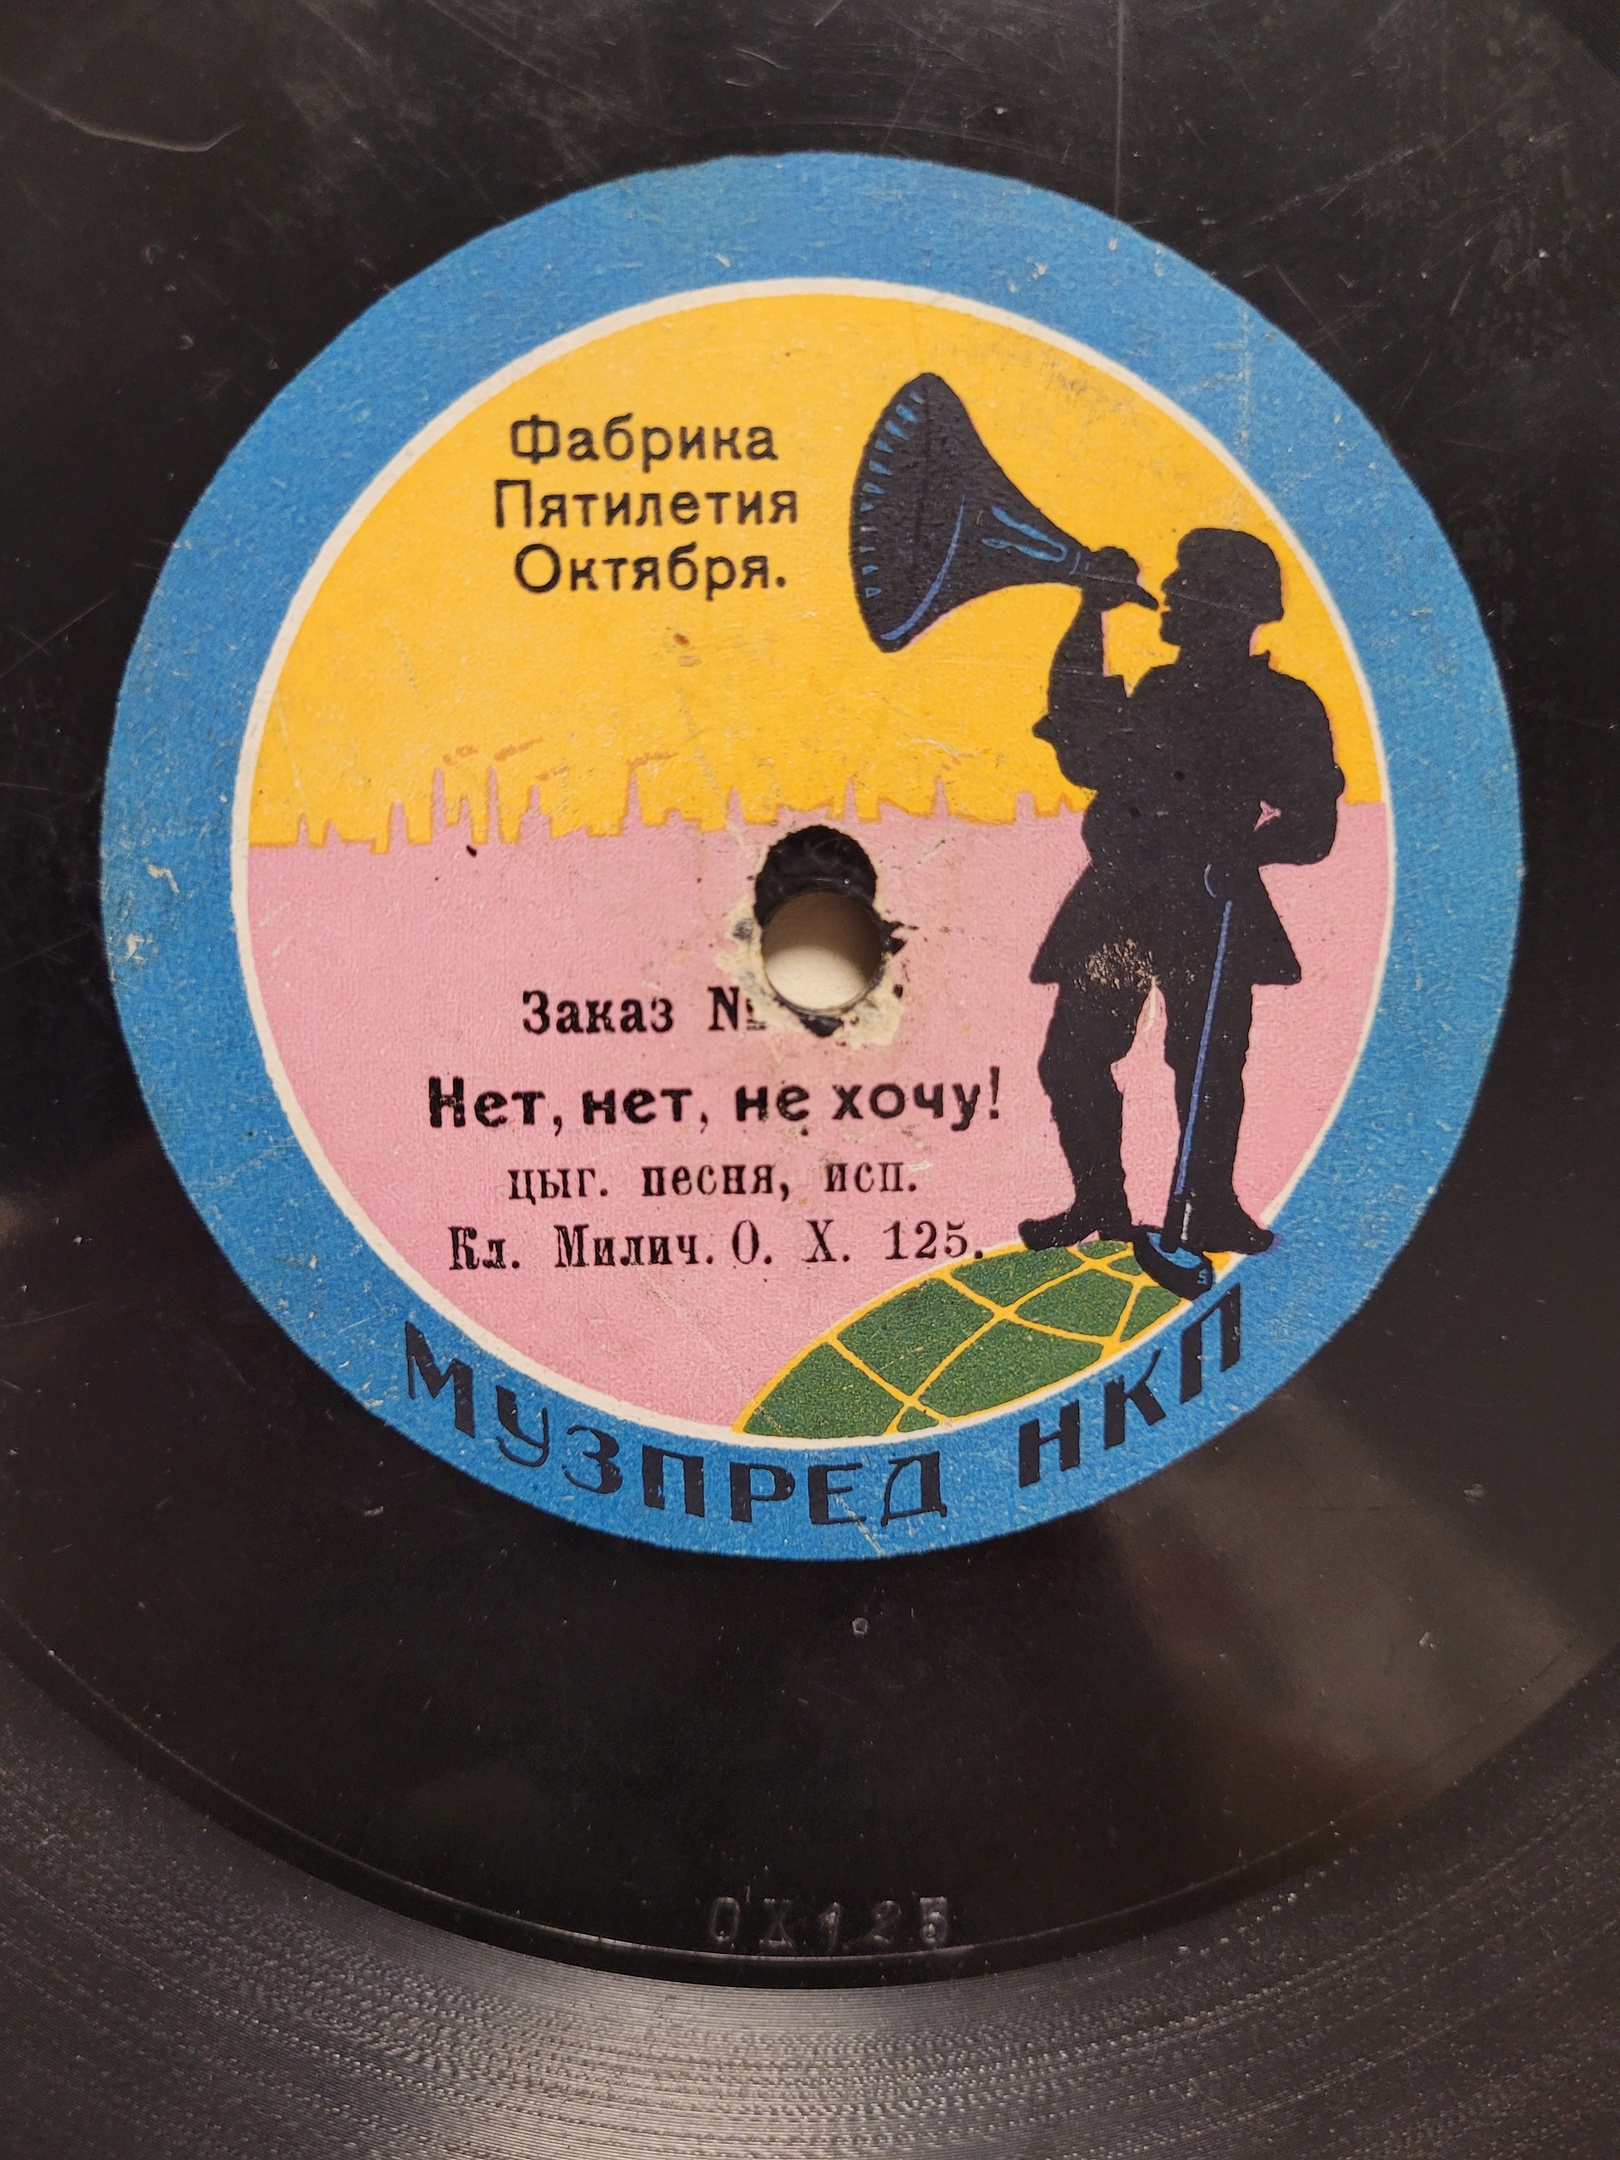 Фабрика
Пятилетия
Октября.
Заказ №
Нет, нет, не хочу!
цыг. песня, исп.
Кл. Милич. О. Х. 125.
МУЗПРЕД НКП
ОХ125